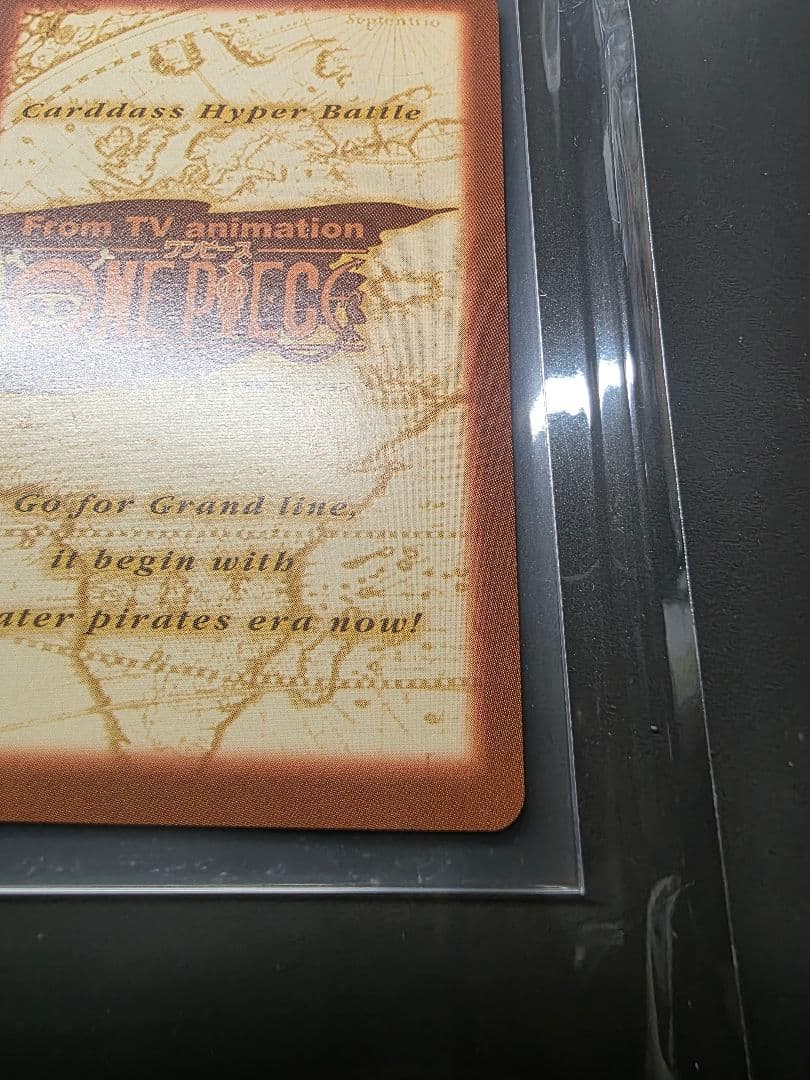 Septentrio
Carddass Hyper Battle
From TV animation
ワンピース
ONE PIECE
Go for Grand line,
it begin with
ater pirates era now!